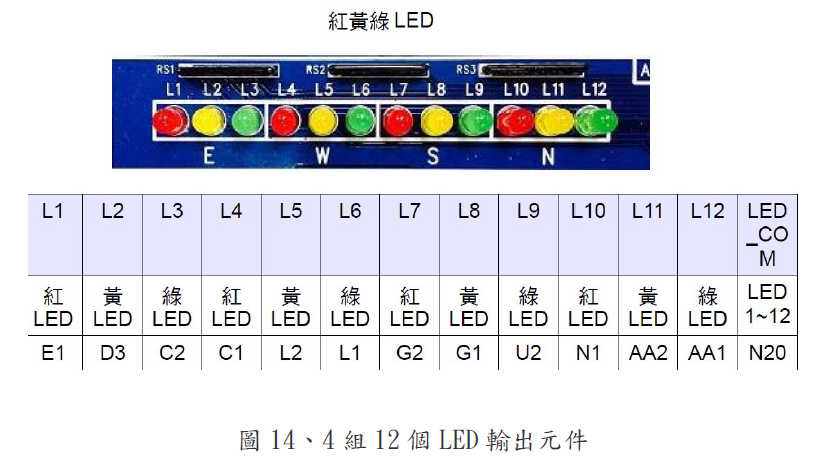 紅黃綠 LED
RS1 RS2 RS3 A
L1 L2 L3 L4 L5 L6 L7 L8 L9 L10 L11 L12
E W S N
L1 L2 L3 L4 L5 L6 L7 L8 L9 L10 L11 L12 LED
_CO
M
紅 黃 綠 紅 黃 綠 紅 黃 綠 紅 黃 綠 LED
LED LED LED LED LED LED LED LED LED LED LED LED 1~12
E1 D3 C2 C1 L2 L1 G2 G1 U2 N1 AA2 AA1 N20
圖 14、4 組 12 個 LED 輸出元件